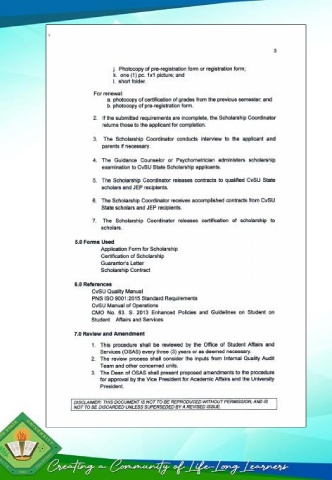 3
j. Photocopy of pre-registration form or registration form;
k. one (1) pc. 1x1 picture; and
l. short folder.
For renewal:
a. photocopy of certification of grades from the previous semester; and
b. photocopy of pre-registration form.
2. If the submitted requirements are incomplete, the Scholarship Coordinator
returns those to the applicant for completion.
3. The Scholarship Coordinator conducts interview to the applicant and
parents if necessary.
4. The Guidance Counselor or Psychometrician administers scholarship
examination to CvSU State Scholarship applicants.
5. The Scholarship Coordinator releases contracts to qualified CvSU State
scholars and JEP recipients.
6. The Scholarship Coordinator receives accomplished contracts from CvSU
State scholars and JEP recipients.
7. The Scholarship Coordinator releases certification of scholarship to
scholars.
5.0 Forms Used
Application Form for Scholarship
Certification of Scholarship
Guarantor's Letter
Scholarship Contract
6.0 References
CvSU Quality Manual
PNS ISO 9001:2015 Standard Requirements
CvSU Manual of Operations
CMO No. 63. S. 2013 Enhanced Policies and Guidelines on Student on
Student Affairs and Services
7.0 Review and Amendment
1. This procedure shall be reviewed by the Office of Student Affairs and
Services (OSAS) every three (3) years or as deemed necessary.
2. The review process shall consider the inputs from Internal Quality Audit
Team and other concerned units.
3. The Dean of OSAS shall present proposed amendments to the procedure
for approval by the Vice President for Academic Affairs and the University
President.
DISCLAIMER: THIS DOCUMENT IS NOT TO BE REPRODUCED WITHOUT PERMISSION, AND IS
NOT TO BE DISCARDED UNLESS SUPERSEDED BY A REVISED ISSUE.
Creating a Community of Life-Long Learners